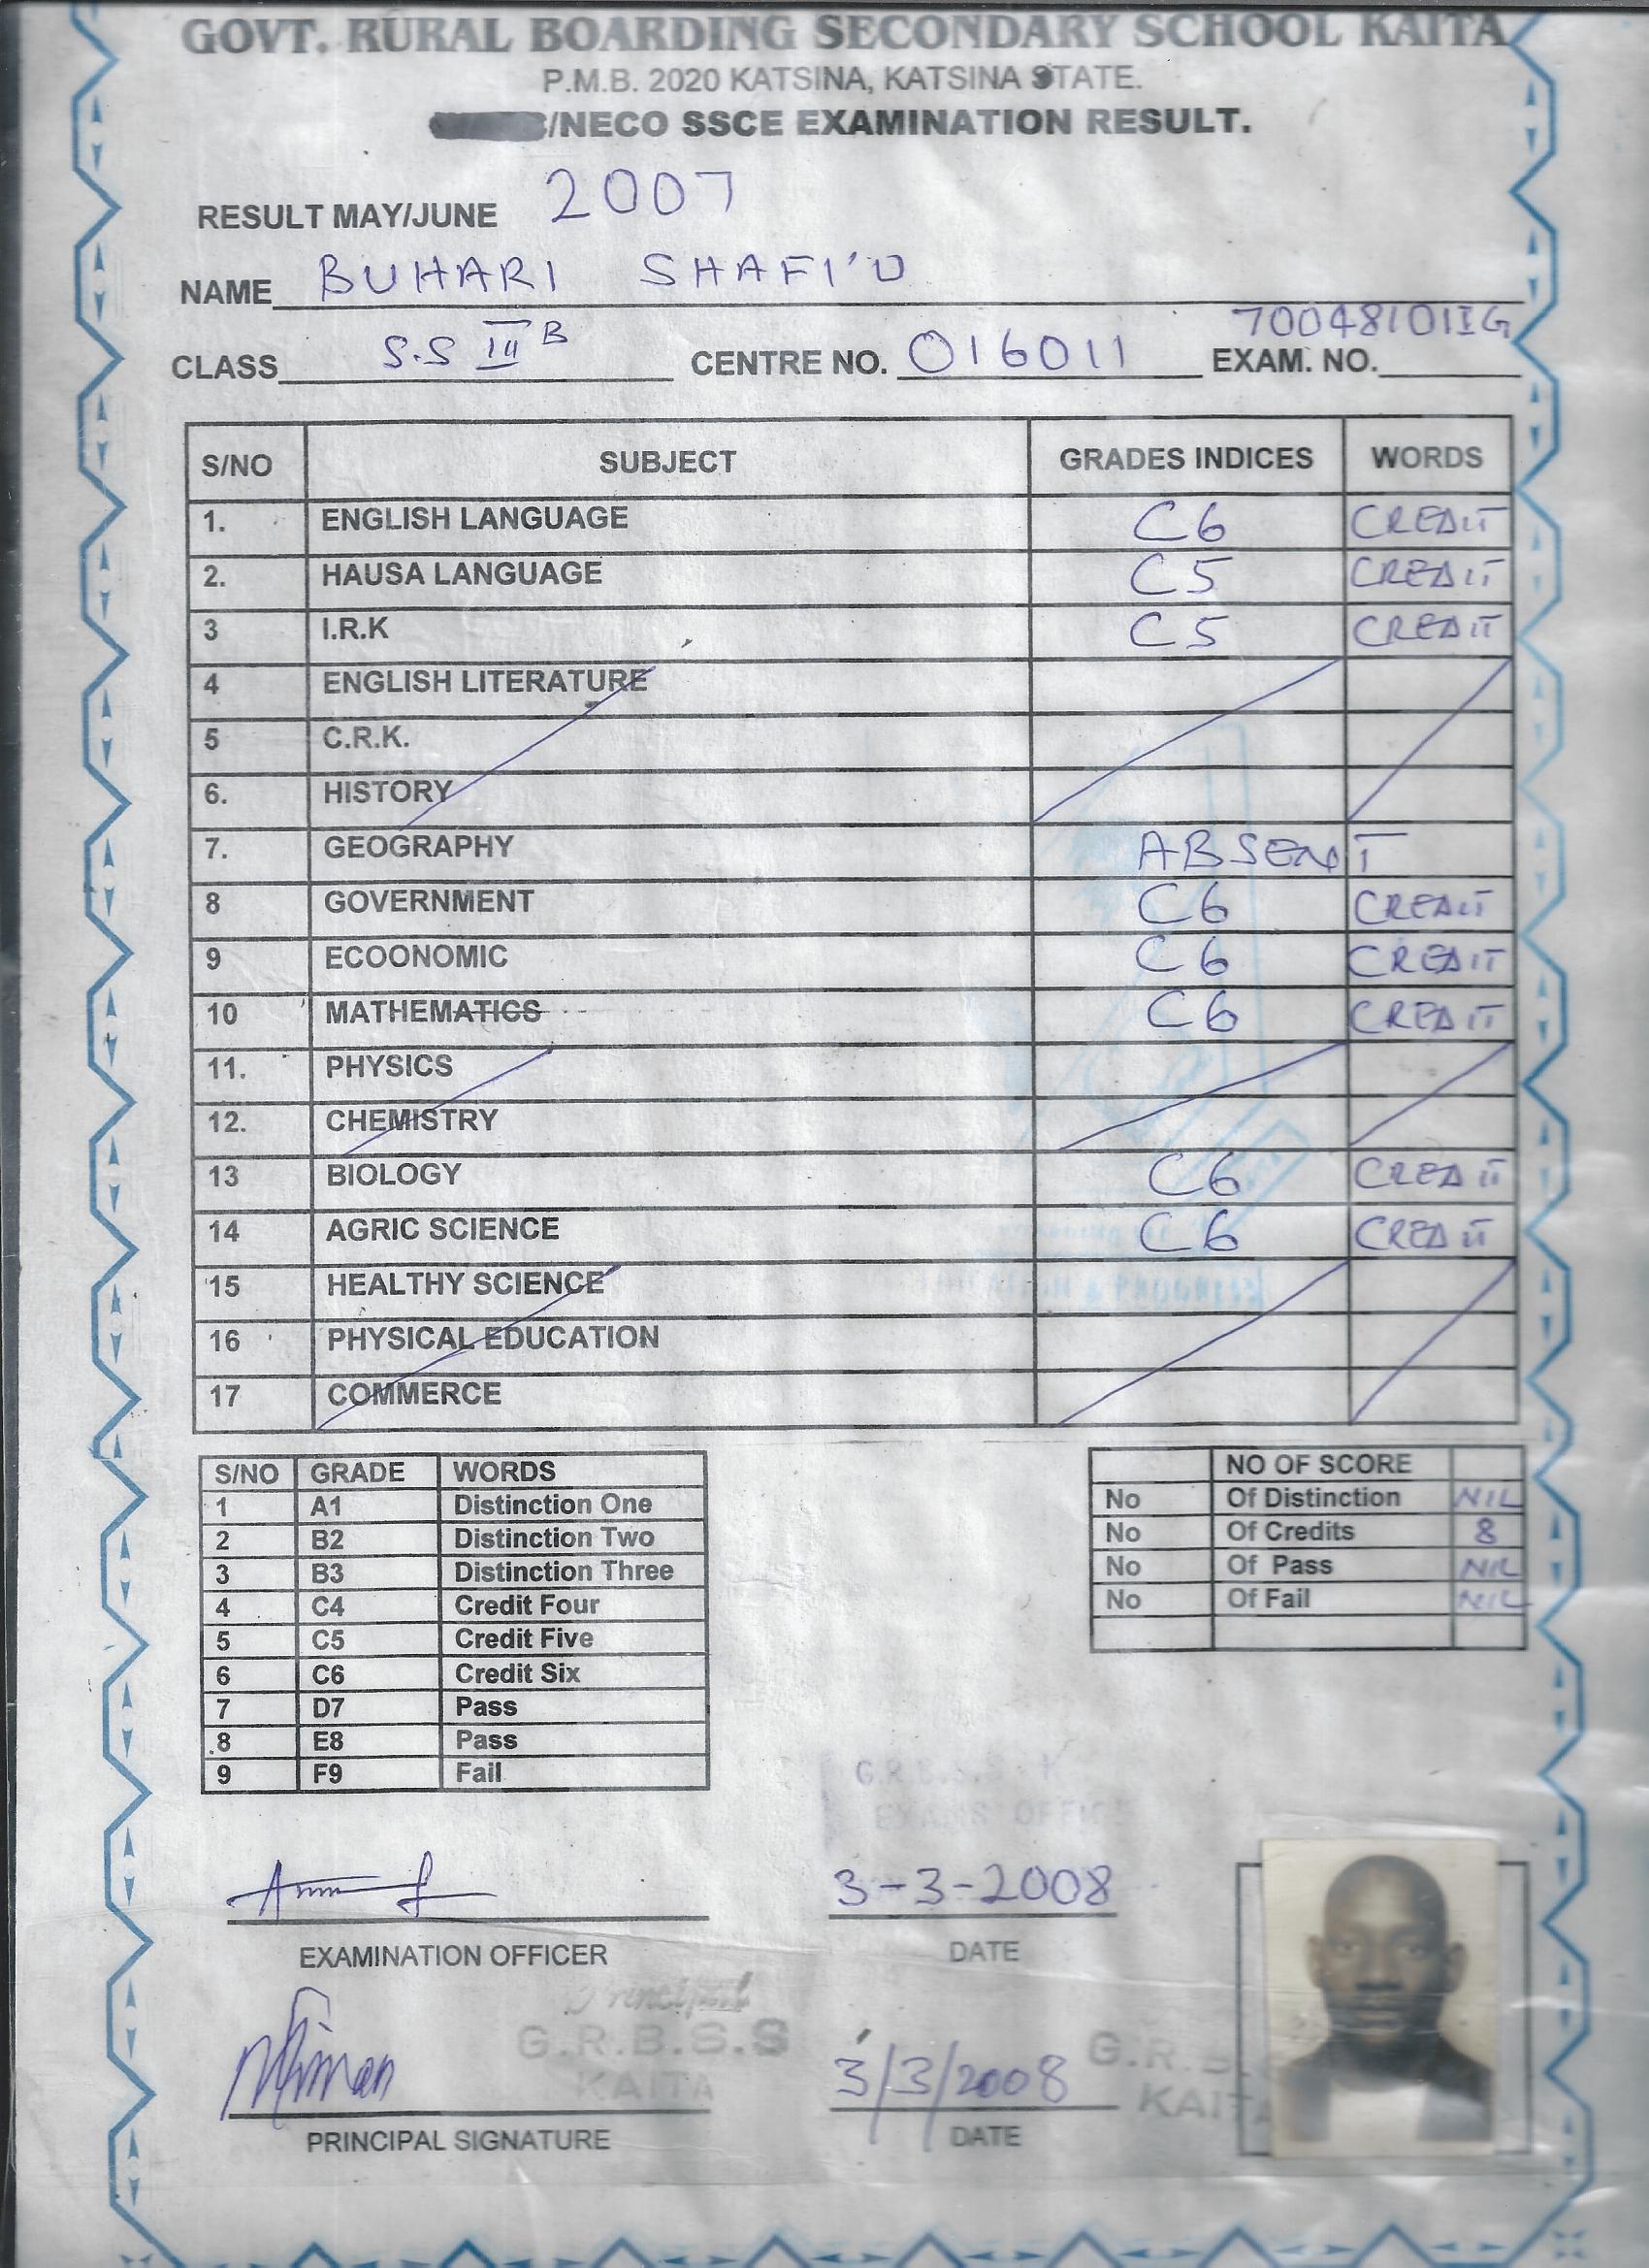 GOVT. RURAL BOARDING SECONDARY SCHOOL KAITA
P.M.B. 2020 KATSINA, KATSINA STATE.
/NECO SSCE EXAMINATION RESULT.
RESULT MAY/JUNE 2007
NAME BUHARI SHAFI'U
CLASS S.S III B CENTRE NO. 016011 EXAM. NO. 70048101IG
S/NO SUBJECT GRADES INDICES WORDS
1. ENGLISH LANGUAGE C6 CREDIT
2. HAUSA LANGUAGE C5 CREDIT
3 I.R.K C5 CREDIT
4 ENGLISH LITERATURE
5 C.R.K.
6. HISTORY
7. GEOGRAPHY ABSENT
8 GOVERNMENT C6 CREDIT
9 ECOONOMIC C6 CREDIT
10 MATHEMATICS C6 CREDIT
11. PHYSICS
12. CHEMISTRY
13 BIOLOGY C6 CREDIT
14 AGRIC SCIENCE C6 CREDIT
15 HEALTHY SCIENCE
16 PHYSICAL EDUCATION
17 COMMERCE
S/NO GRADE WORDS
1 A1 Distinction One
2 B2 Distinction Two
3 B3 Distinction Three
4 C4 Credit Four
5 C5 Credit Five
6 C6 Credit Six
7 D7 Pass
8 E8 Pass
9 F9 Fail
NO OF SCORE
No Of Distinction NIL
No Of Credits 8
No Of Pass NIL
No Of Fail NIL
3-3-2008
EXAMINATION OFFICER DATE
Principal
G.R.B.S.S
KAITA
3/3/2008
G.R.B.
KAITA
PRINCIPAL SIGNATURE DATE